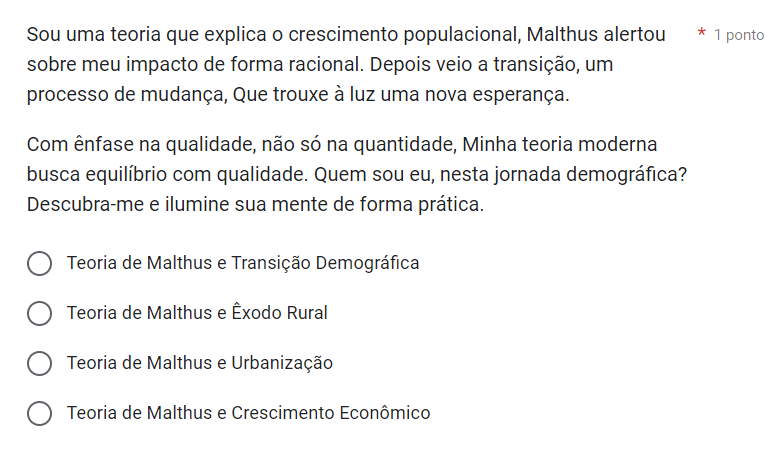 Sou uma teoria que explica o crescimento populacional, Malthus alertou * 1 ponto
sobre meu impacto de forma racional. Depois veio a transição, um
processo de mudança, Que trouxe à luz uma nova esperança.
Com ênfase na qualidade, não só na quantidade, Minha teoria moderna
busca equilíbrio com qualidade. Quem sou eu, nesta jornada demográfica?
Descubra-me e ilumine sua mente de forma prática.
Teoria de Malthus e Transição Demográfica
Teoria de Malthus e Êxodo Rural
Teoria de Malthus e Urbanização
Teoria de Malthus e Crescimento Econômico